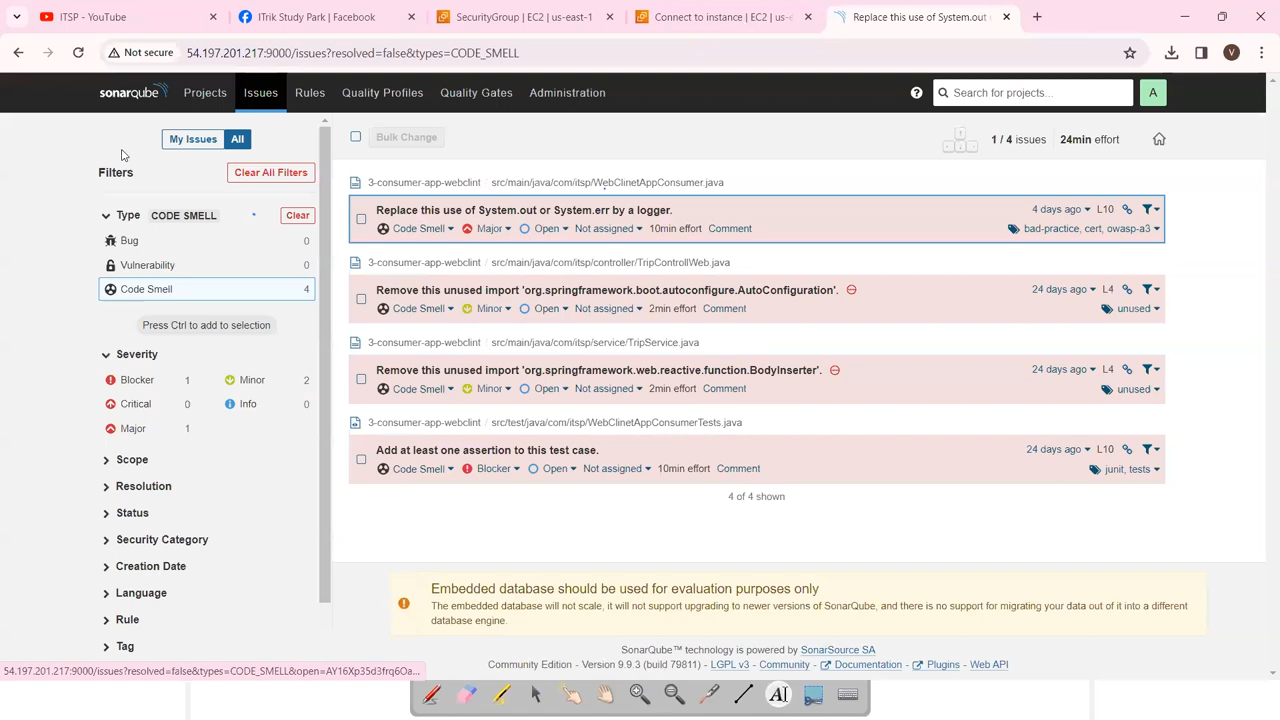 ITSP - YouTube
ITrik Study Park | Facebook
SecurityGroup | EC2 | us-east-1
Connect to instance | EC2 | us-e
Replace this use of System.out o
Not secure
54.197.201.217:9000/issues?resolved=false&types=CODE_SMELL
V
sonarqube
Projects
Issues
Rules
Quality Profiles
Quality Gates
Administration
Search for projects...
A
My Issues
All
Bulk Change
1 / 4 issues
24min effort
Filters
Clear All Filters
Type CODE SMELL
Clear
Bug 0
Vulnerability 0
Code Smell 4
Press Ctrl to add to selection
Severity
Blocker 1
Minor 2
Critical 0
Info 0
Major 1
Scope
Resolution
Status
Security Category
Creation Date
Language
Rule
Tag
3-consumer-app-webclint / src/main/java/com/itsp/WebClinetAppConsumer.java
Replace this use of System.out or System.err by a logger.
4 days ago L10
Code Smell Major Open Not assigned 10min effort Comment
bad-practice, cert, owasp-a3
3-consumer-app-webclint / src/main/java/com/itsp/controller/TripControllWeb.java
Remove this unused import 'org.springframework.boot.autoconfigure.AutoConfiguration'.
24 days ago L4
Code Smell Minor Open Not assigned 2min effort Comment
unused
3-consumer-app-webclint / src/main/java/com/itsp/service/TripService.java
Remove this unused import 'org.springframework.web.reactive.function.BodyInserter'.
24 days ago L4
Code Smell Minor Open Not assigned 2min effort Comment
unused
3-consumer-app-webclint / src/test/java/com/itsp/WebClinetAppConsumerTests.java
Add at least one assertion to this test case.
24 days ago L10
Code Smell Blocker Open Not assigned 10min effort Comment
junit, tests
4 of 4 shown
Embedded database should be used for evaluation purposes only
The embedded database will not scale, it will not support upgrading to newer versions of SonarQube, and there is no support for migrating your data out of it into a different
database engine.
SonarQube™ technology is powered by SonarSource SA
Community Edition - Version 9.9.3 (build 79811) - LGPL v3 - Community - Documentation - Plugins - Web API
54.197.201.217:9000/issues?resolved=false&types=CODE_SMELL&open=AY16Xp35d3frq6Oa...
AI